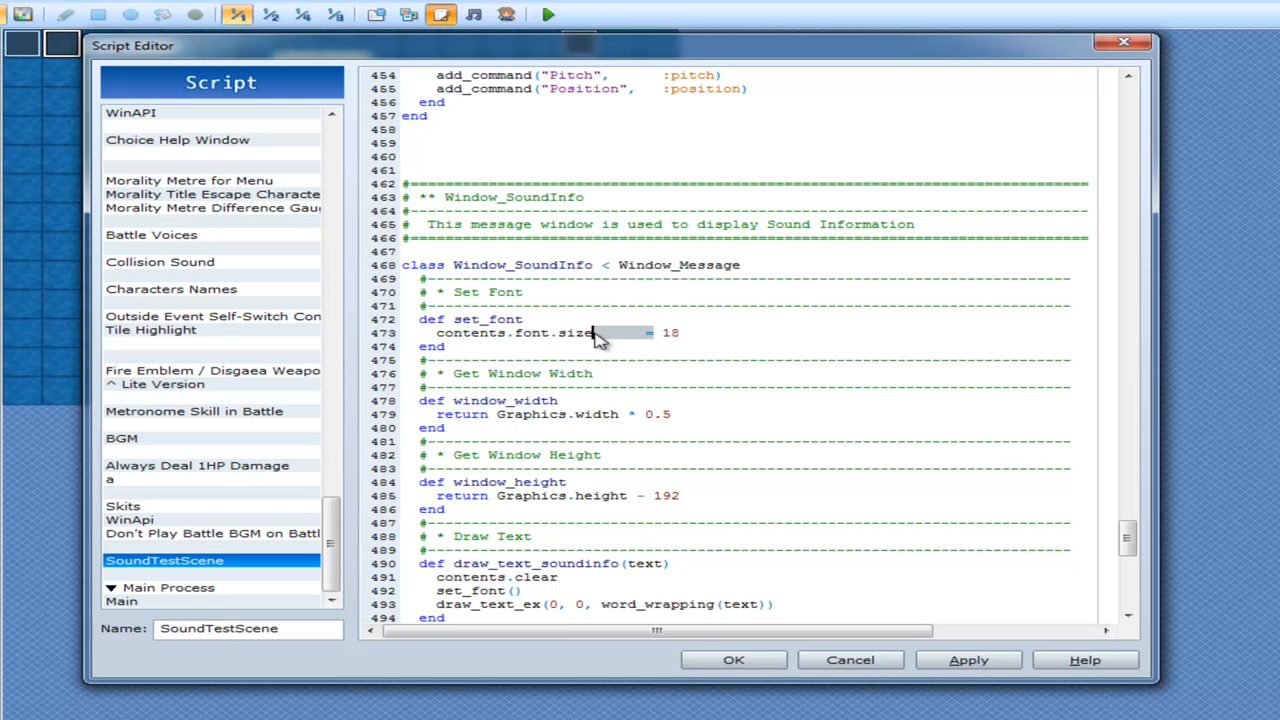 Script Editor
Script
WinAPI
Choice Help Window
Morality Metre for Menu
Morality Title Escape Characte
Morality Metre Difference Gau
Battle Voices
Collision Sound
Characters Names
Outside Event Self-Switch Con
Tile Highlight
Fire Emblem / Disgaea Weapo
^ Lite Version
Metronome Skill in Battle
BGM
Always Deal 1HP Damage
a
Skits
WinApi
Don't Play Battle BGM on Battl
SoundTestScene
▼ Main Process
Main
Name: SoundTestScene
454 add_command("Pitch", :pitch)
455 add_command("Position", :position)
456 end
457 end
458
459
460
461
462 #==============================================================================
463 # ** Window_SoundInfo
464 #------------------------------------------------------------------------------
465 # This message window is used to display Sound Information
466 #==============================================================================
467
468 class Window_SoundInfo < Window_Message
469 #--------------------------------------------------------------------------
470 # * Set Font
471 #--------------------------------------------------------------------------
472 def set_font
473 contents.font.size = 18
474 end
475 #--------------------------------------------------------------------------
476 # * Get Window Width
477 #--------------------------------------------------------------------------
478 def window_width
479 return Graphics.width * 0.5
480 end
481 #--------------------------------------------------------------------------
482 # * Get Window Height
483 #--------------------------------------------------------------------------
484 def window_height
485 return Graphics.height - 192
486 end
487 #--------------------------------------------------------------------------
488 # * Draw Text
489 #--------------------------------------------------------------------------
490 def draw_text_soundinfo(text)
491 contents.clear
492 set_font()
493 draw_text_ex(0, 0, word_wrapping(text))
494 end
OK
Cancel
Apply
Help
1/1
1/2
1/4
1/8